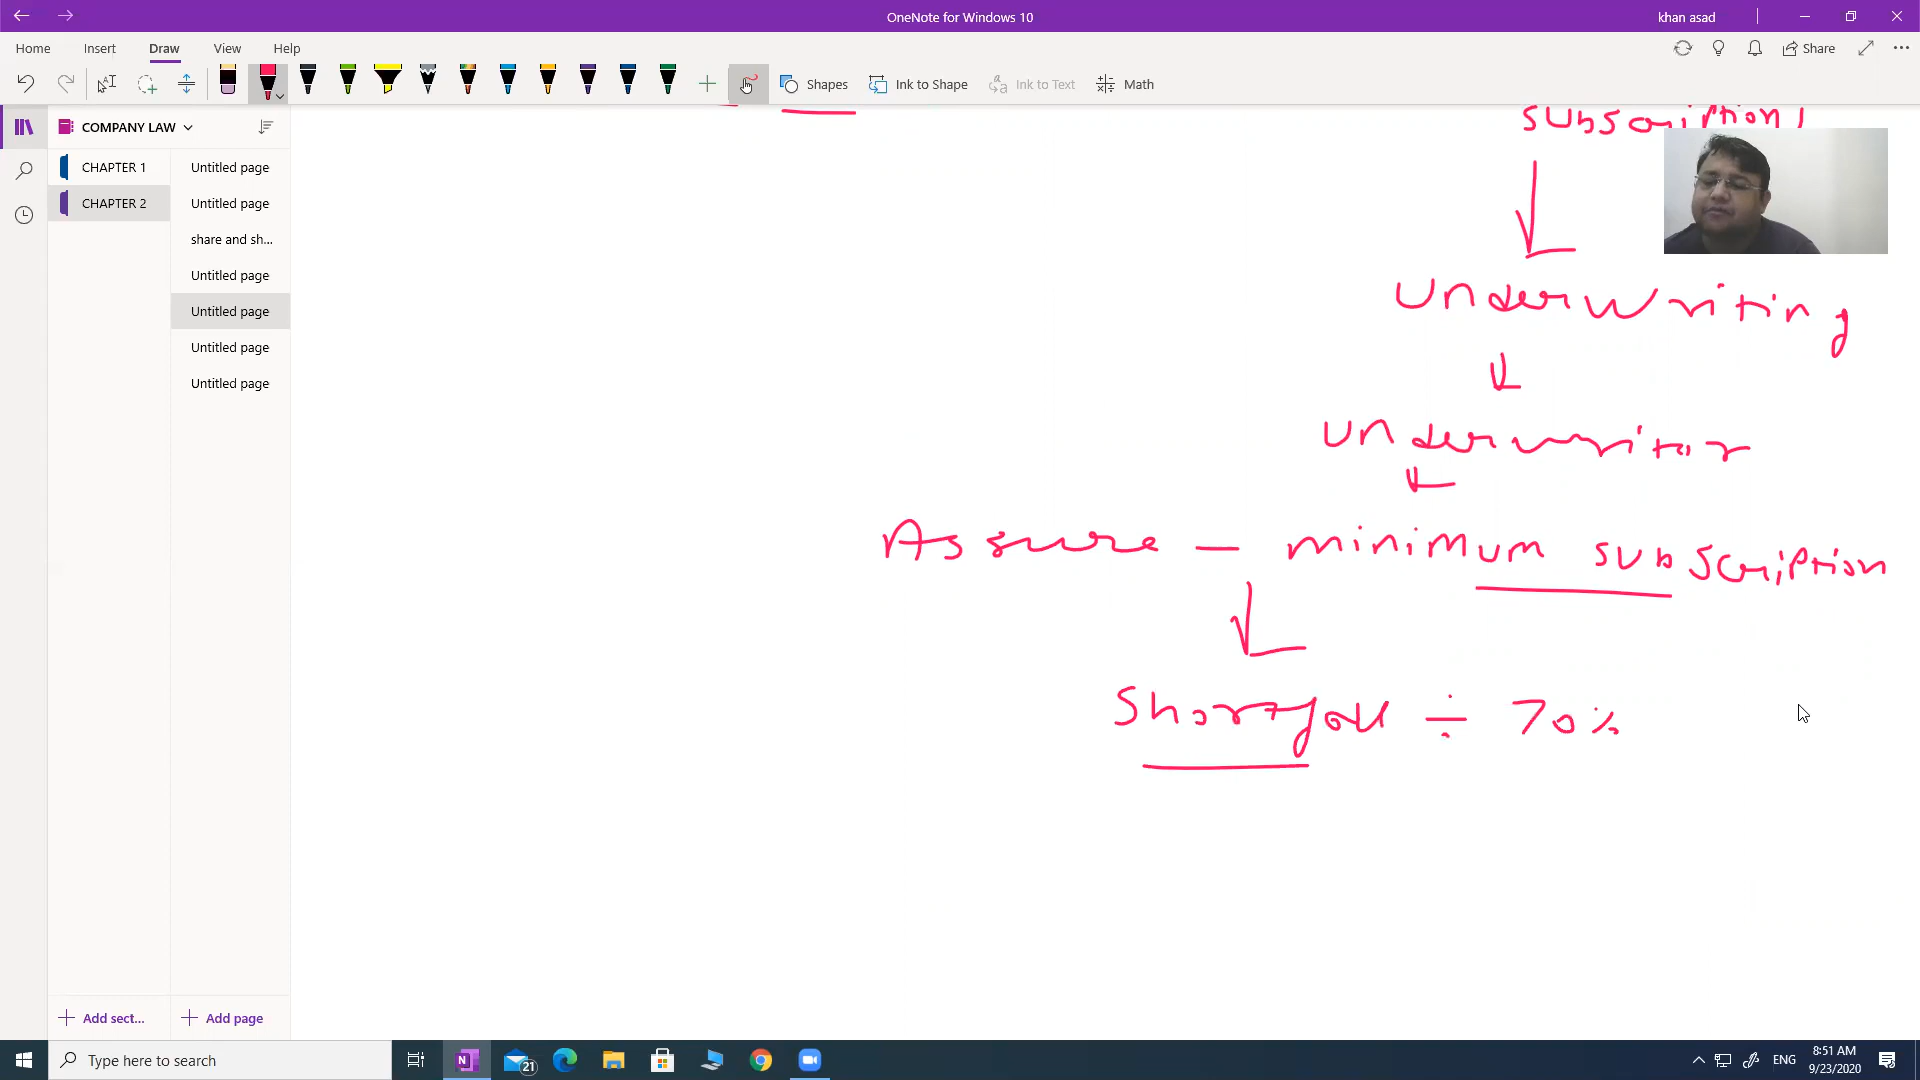 OneNote for Windows 10
khan asad
Home Insert Draw View Help
Share
Shapes Ink to Shape Ink to Text Math
COMPANY LAW
CHAPTER 1
CHAPTER 2
Untitled page
Untitled page
share and sh...
Untitled page
Untitled page
Untitled page
Untitled page
subscription
Underwriting
Underwritor
Assure – minimum subscription
Shortfall ÷ 70%
Add sect...
Add page
Type here to search
21
ENG
8:51 AM
9/23/2020